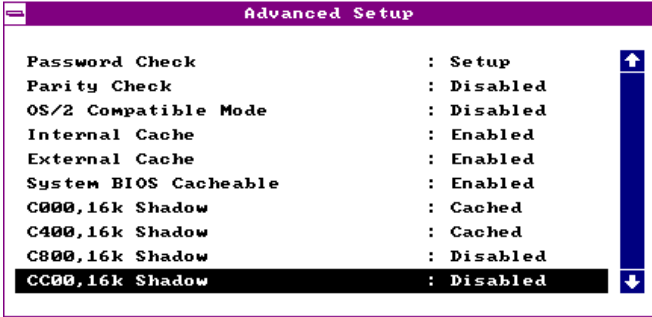 Advanced Setup
Password Check : Setup
Parity Check : Disabled
OS/2 Compatible Mode : Disabled
Internal Cache : Enabled
External Cache : Enabled
System BIOS Cacheable : Enabled
C000,16k Shadow : Cached
C400,16k Shadow : Cached
C800,16k Shadow : Disabled
CC00,16k Shadow : Disabled